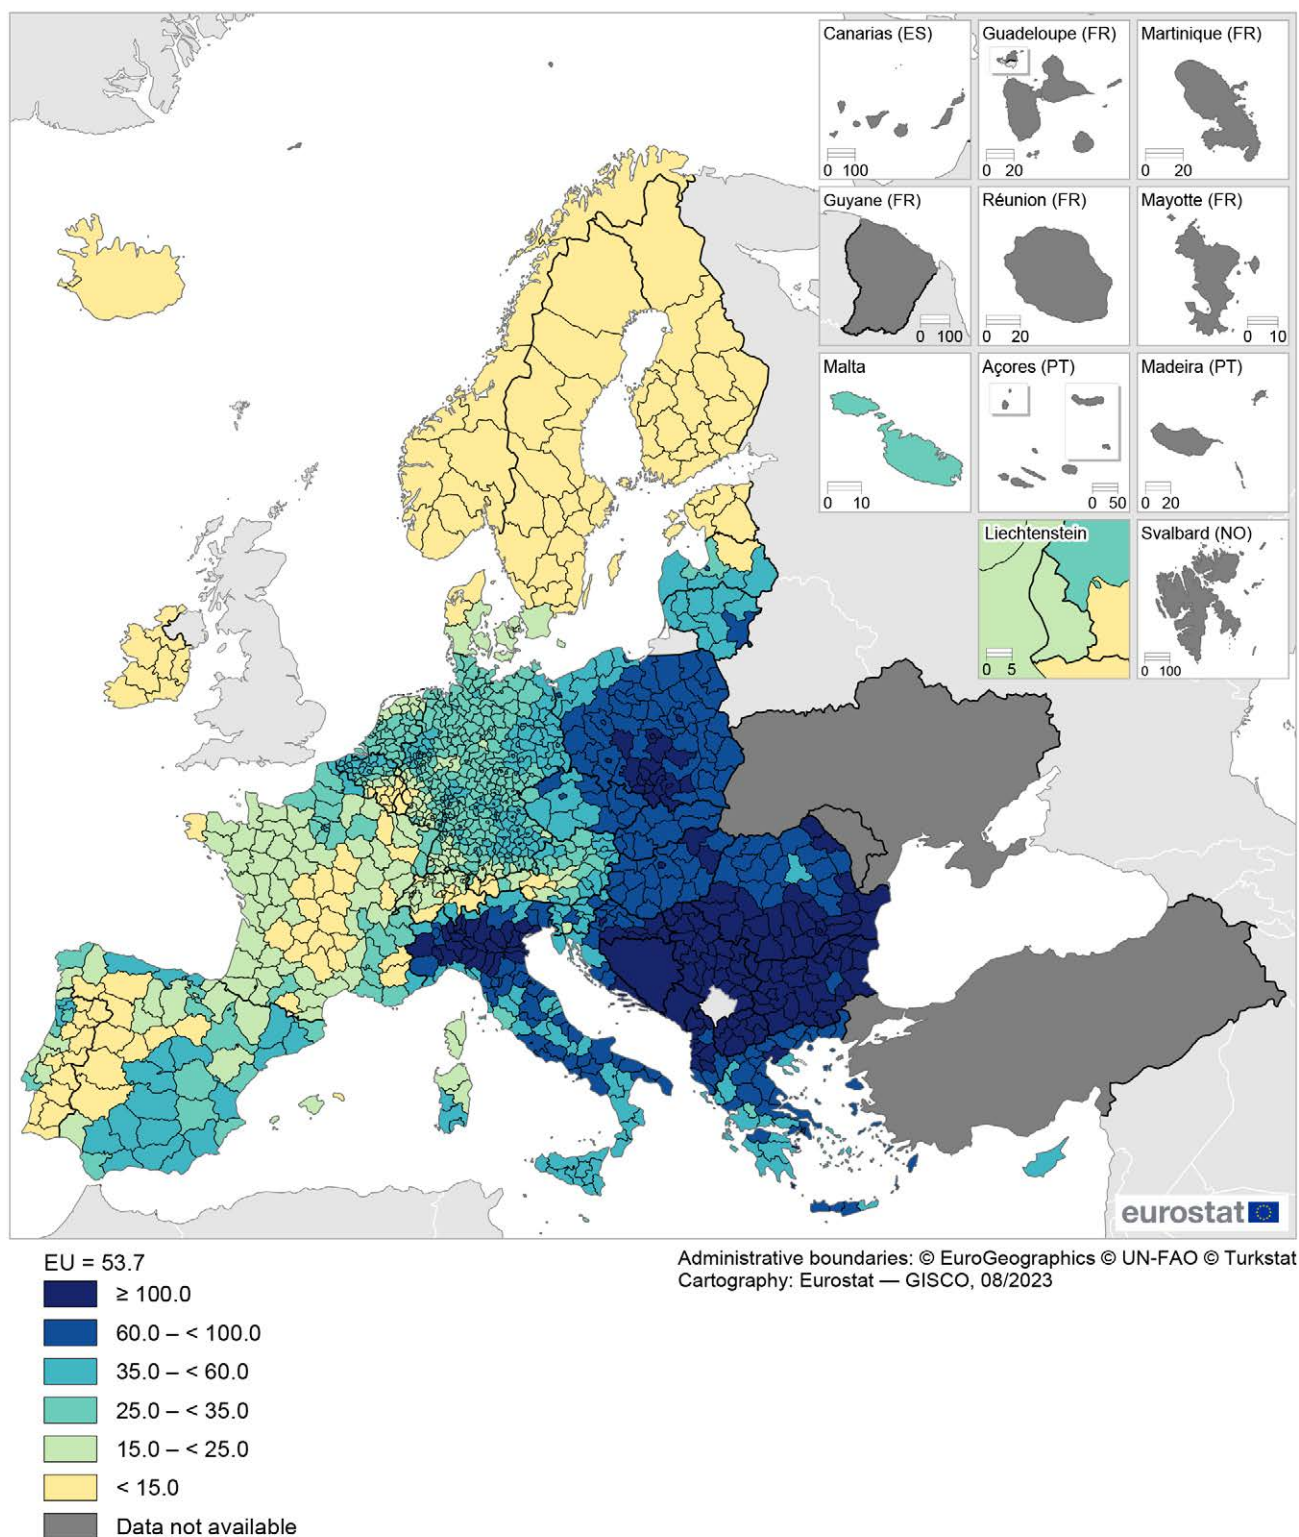 Canarias (ES)
0 100
Guadeloupe (FR)
0 20
Martinique (FR)
0 20
Guyane (FR)
0 100
Réunion (FR)
0 20
Mayotte (FR)
0 10
Malta
0 10
Açores (PT)
0 50
Madeira (PT)
0 20
Liechtenstein
0 5
Svalbard (NO)
0 100
eurostat
EU = 53.7
≥ 100.0
60.0 – < 100.0
35.0 – < 60.0
25.0 – < 35.0
15.0 – < 25.0
< 15.0
Data not available
Administrative boundaries: © EuroGeographics © UN-FAO © Turkstat
Cartography: Eurostat — GISCO, 08/2023